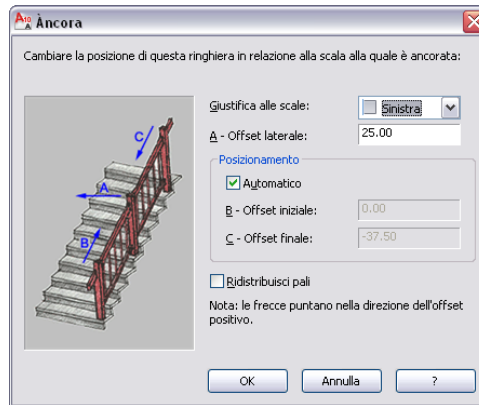 Àncora
Cambiare la posizione di questa ringhiera in relazione alla scala alla quale è ancorata:
Giustifica alle scale: Sinistra
A - Offset laterale: 25.00
Posizionamento
Automatico
B - Offset iniziale: 0.00
C - Offset finale: -37.50
Ridistribuisci pali
Nota: le frecce puntano nella direzione dell'offset
positivo.
C
A
B
OK Annulla ?